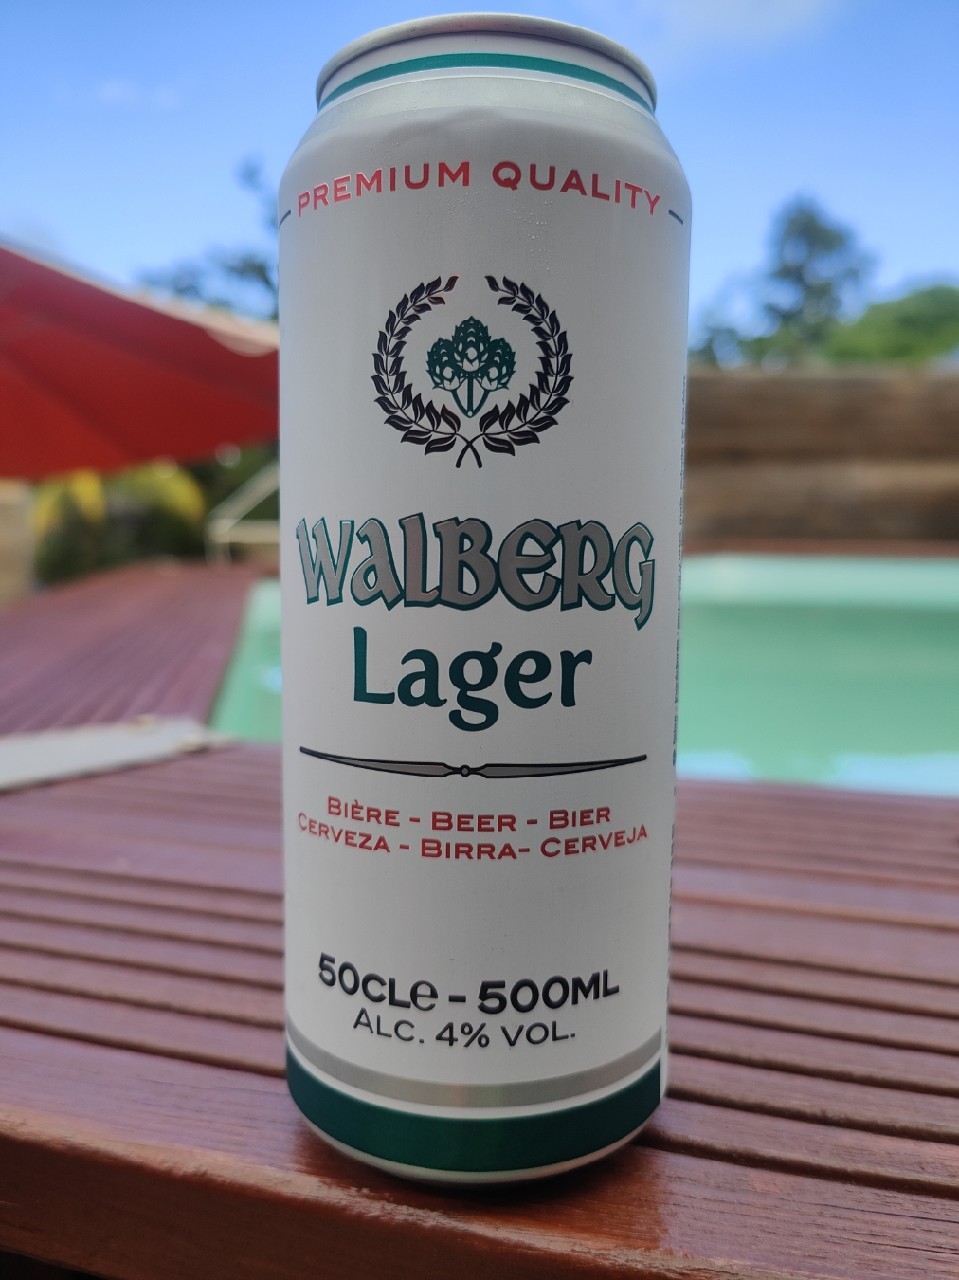 PREMIUM QUALITY
WALBERG
Lager
BIÈRE - BEER - BIER
CERVEZA - BIRRA- CERVEJA
50CLe - 500ML
ALC. 4% VOL.